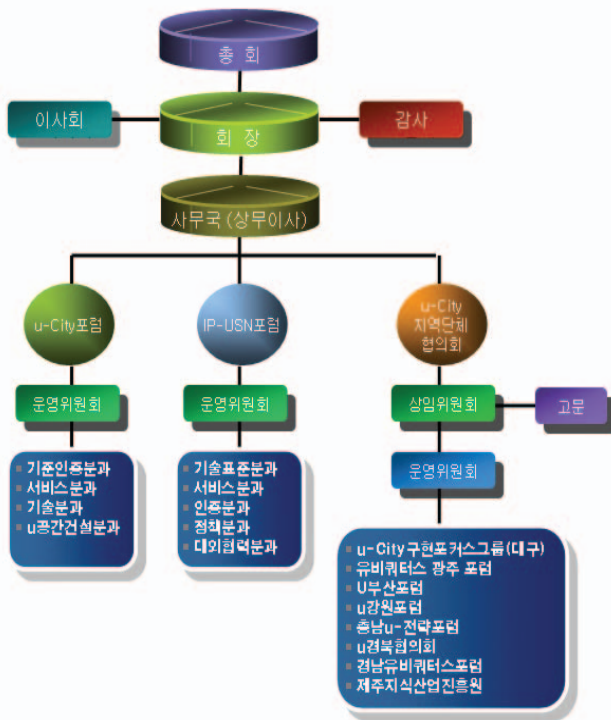 총 회
이사회
회 장
감사
사무국 (상무이사)
u-City포럼
IP-USN포럼
u-City
지역단체
협의회
운영위원회
운영위원회
상임위원회
고문
기준인증분과
서비스분과
기술분과
u공간건설분과
기술표준분과
서비스분과
인증분과
정책분과
대외협력분과
운영위원회
u-City구현포커스그룹(대구)
유비쿼터스 광주 포럼
U부산포럼
u강원포럼
충남u-전략포럼
u경북협의회
경남유비쿼터스포럼
제주지식산업진흥원